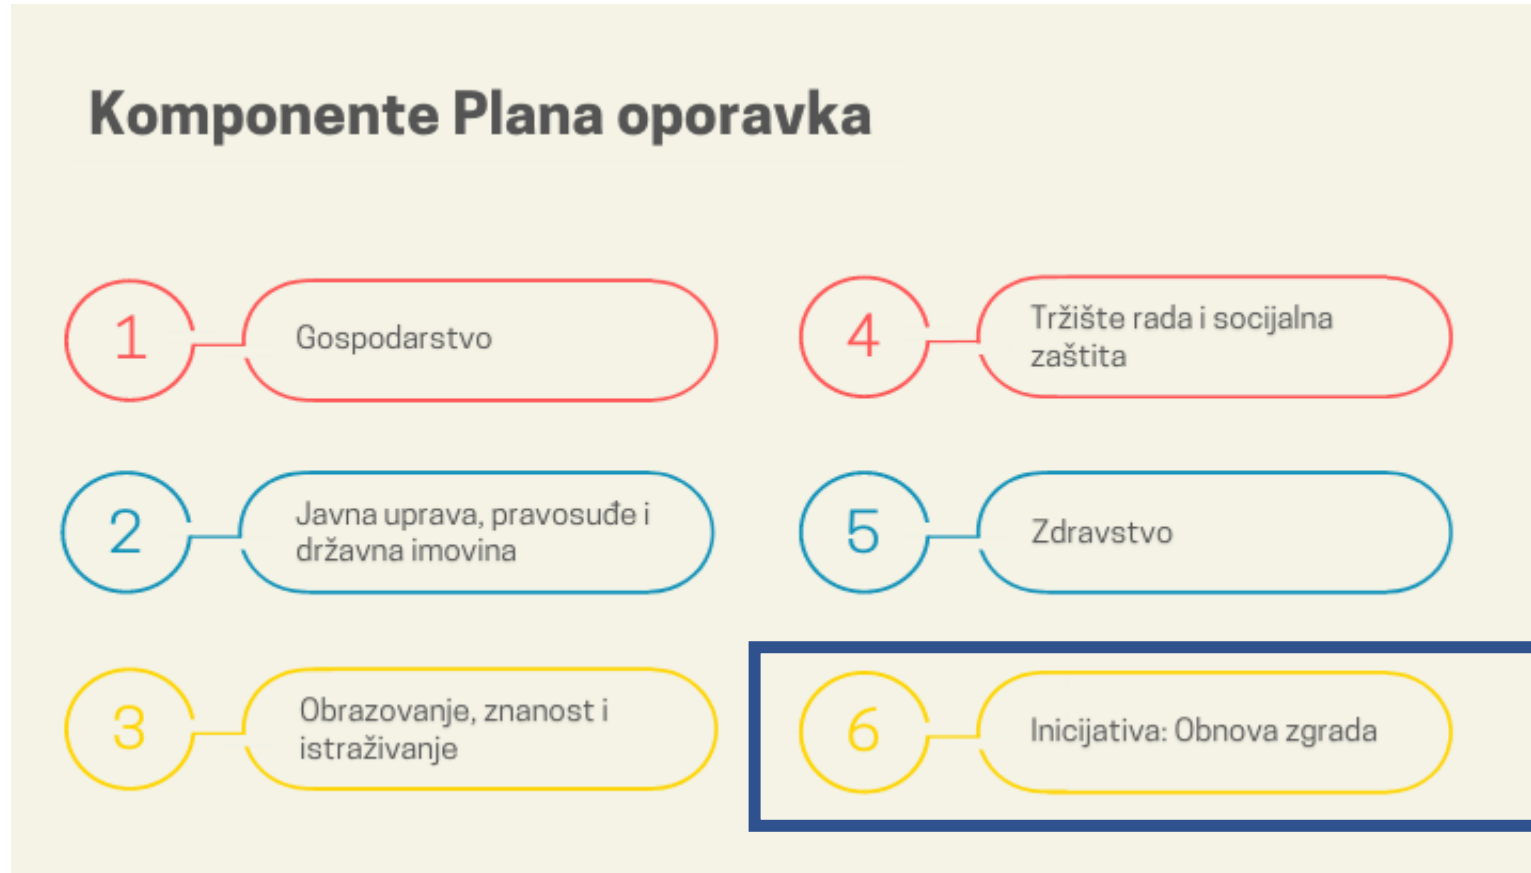 Komponente Plana oporavka
1
Gospodarstvo
2
Javna uprava, pravosuđe i
državna imovina
3
Obrazovanje, znanost i
istraživanje
4
Tržište rada i socijalna
zaštita
5
Zdravstvo
6
Inicijativa: Obnova zgrada